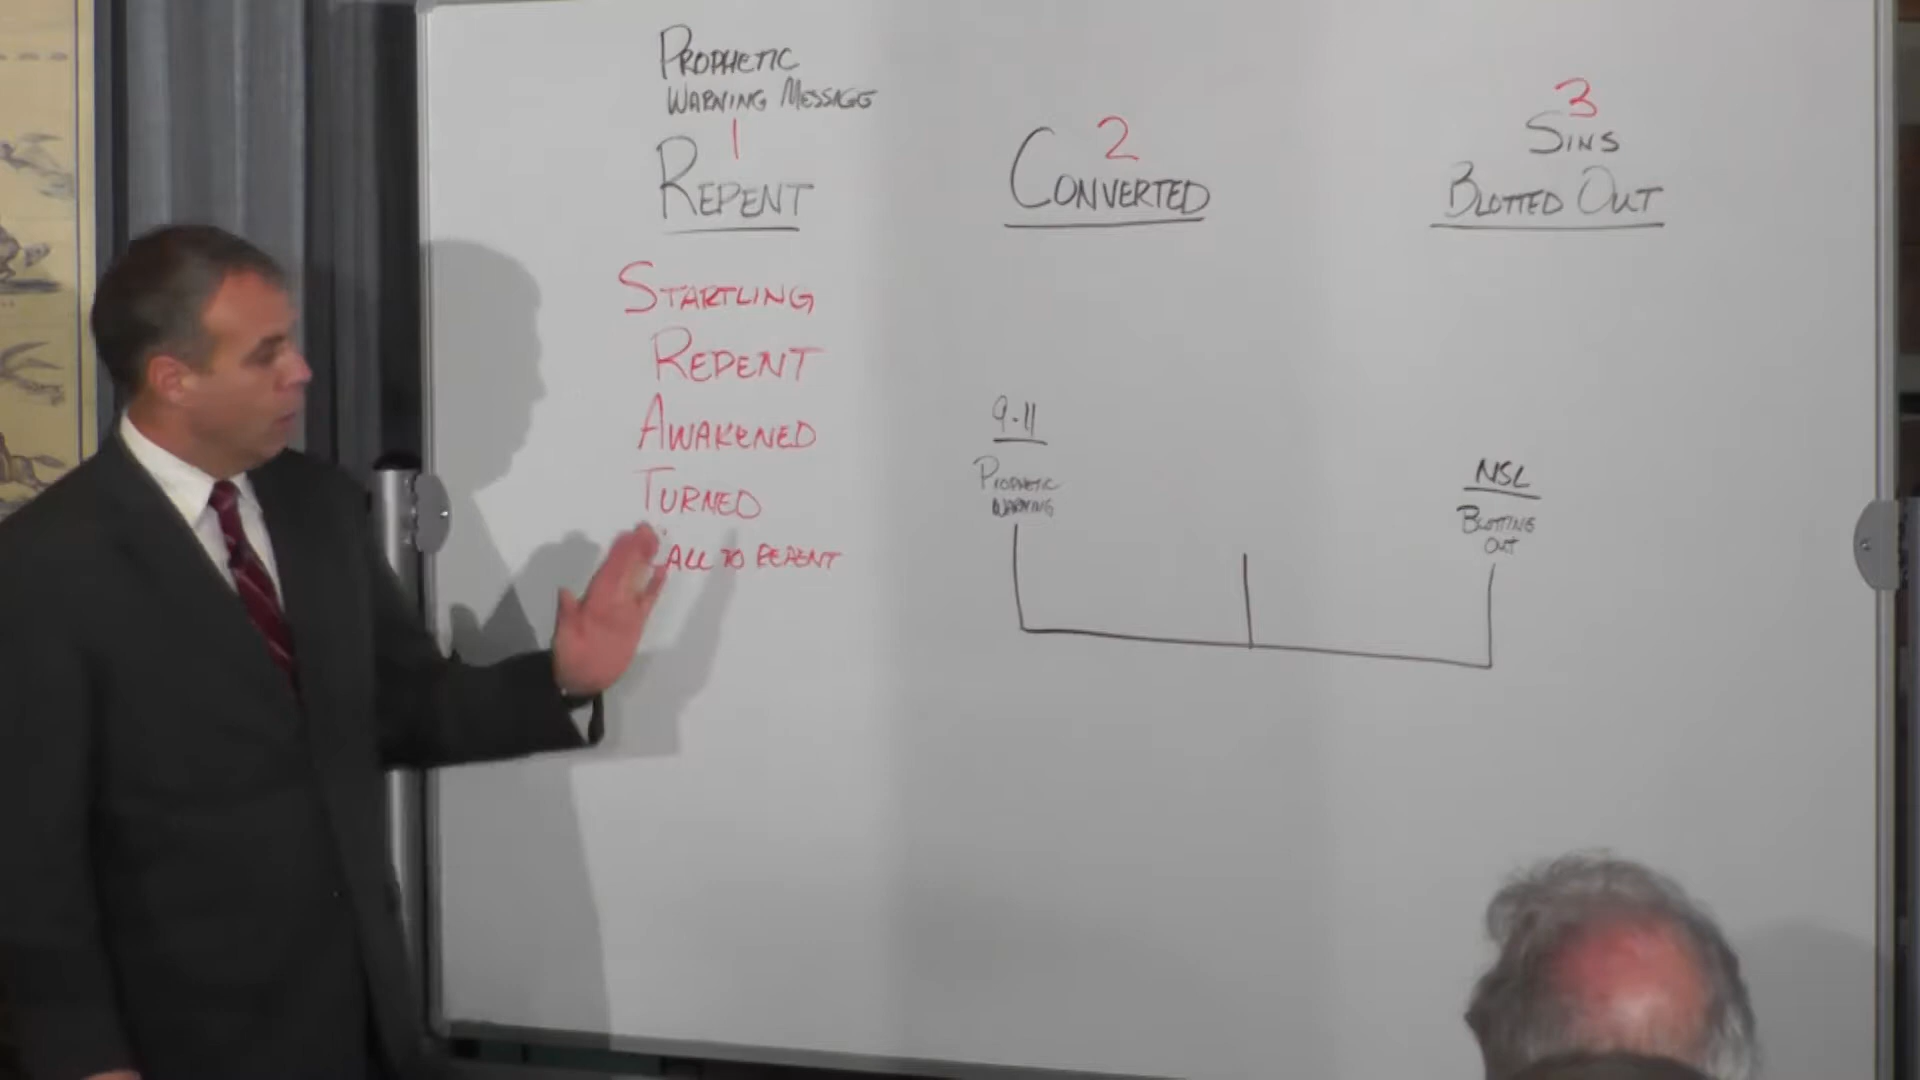 PROPHETIC
WARNING MESSAGE
1
REPENT
STARTLING
REPENT
AWAKENED
TURNED
CALL TO REPENT
2
CONVERTED
9-11
PROPHETIC
WARNING
3
SINS
BLOTTED OUT
NSL
BLOTTING
OUT